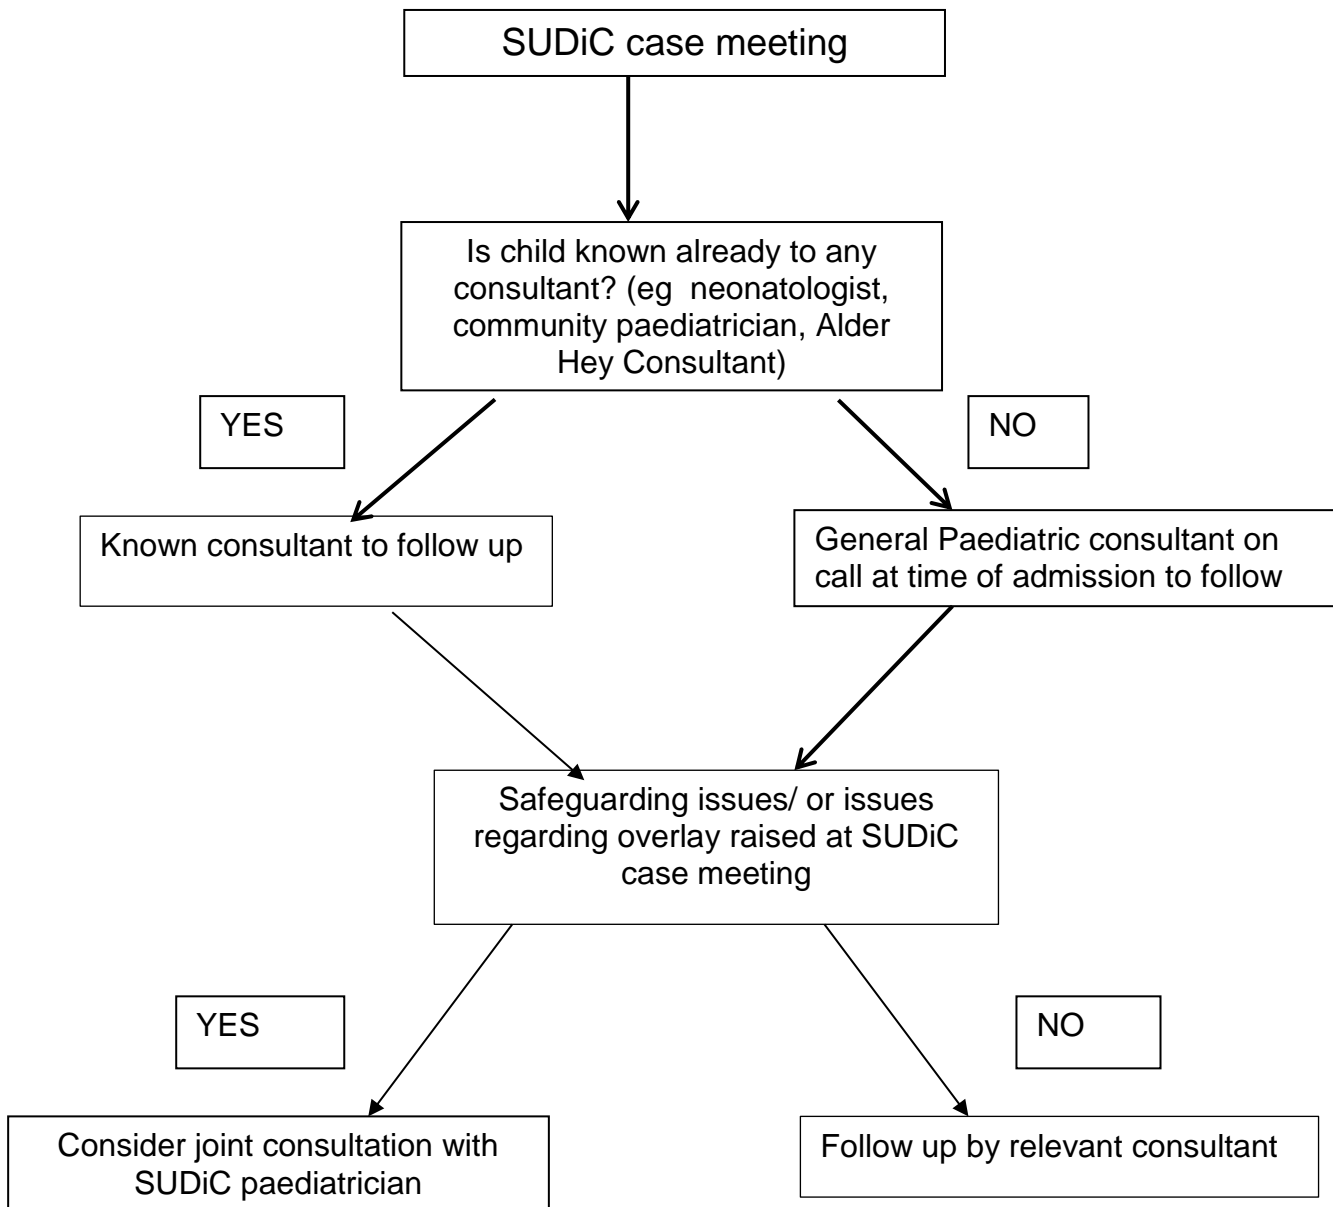 SUDiC case meeting
Is child known already to any
consultant? (eg  neonatologist,
community paediatrician, Alder
Hey Consultant)
YES
NO
Known consultant to follow up
General Paediatric consultant on
call at time of admission to follow
Safeguarding issues/ or issues
regarding overlay raised at SUDiC
case meeting
YES
NO
Consider joint consultation with
SUDiC paediatrician
Follow up by relevant consultant